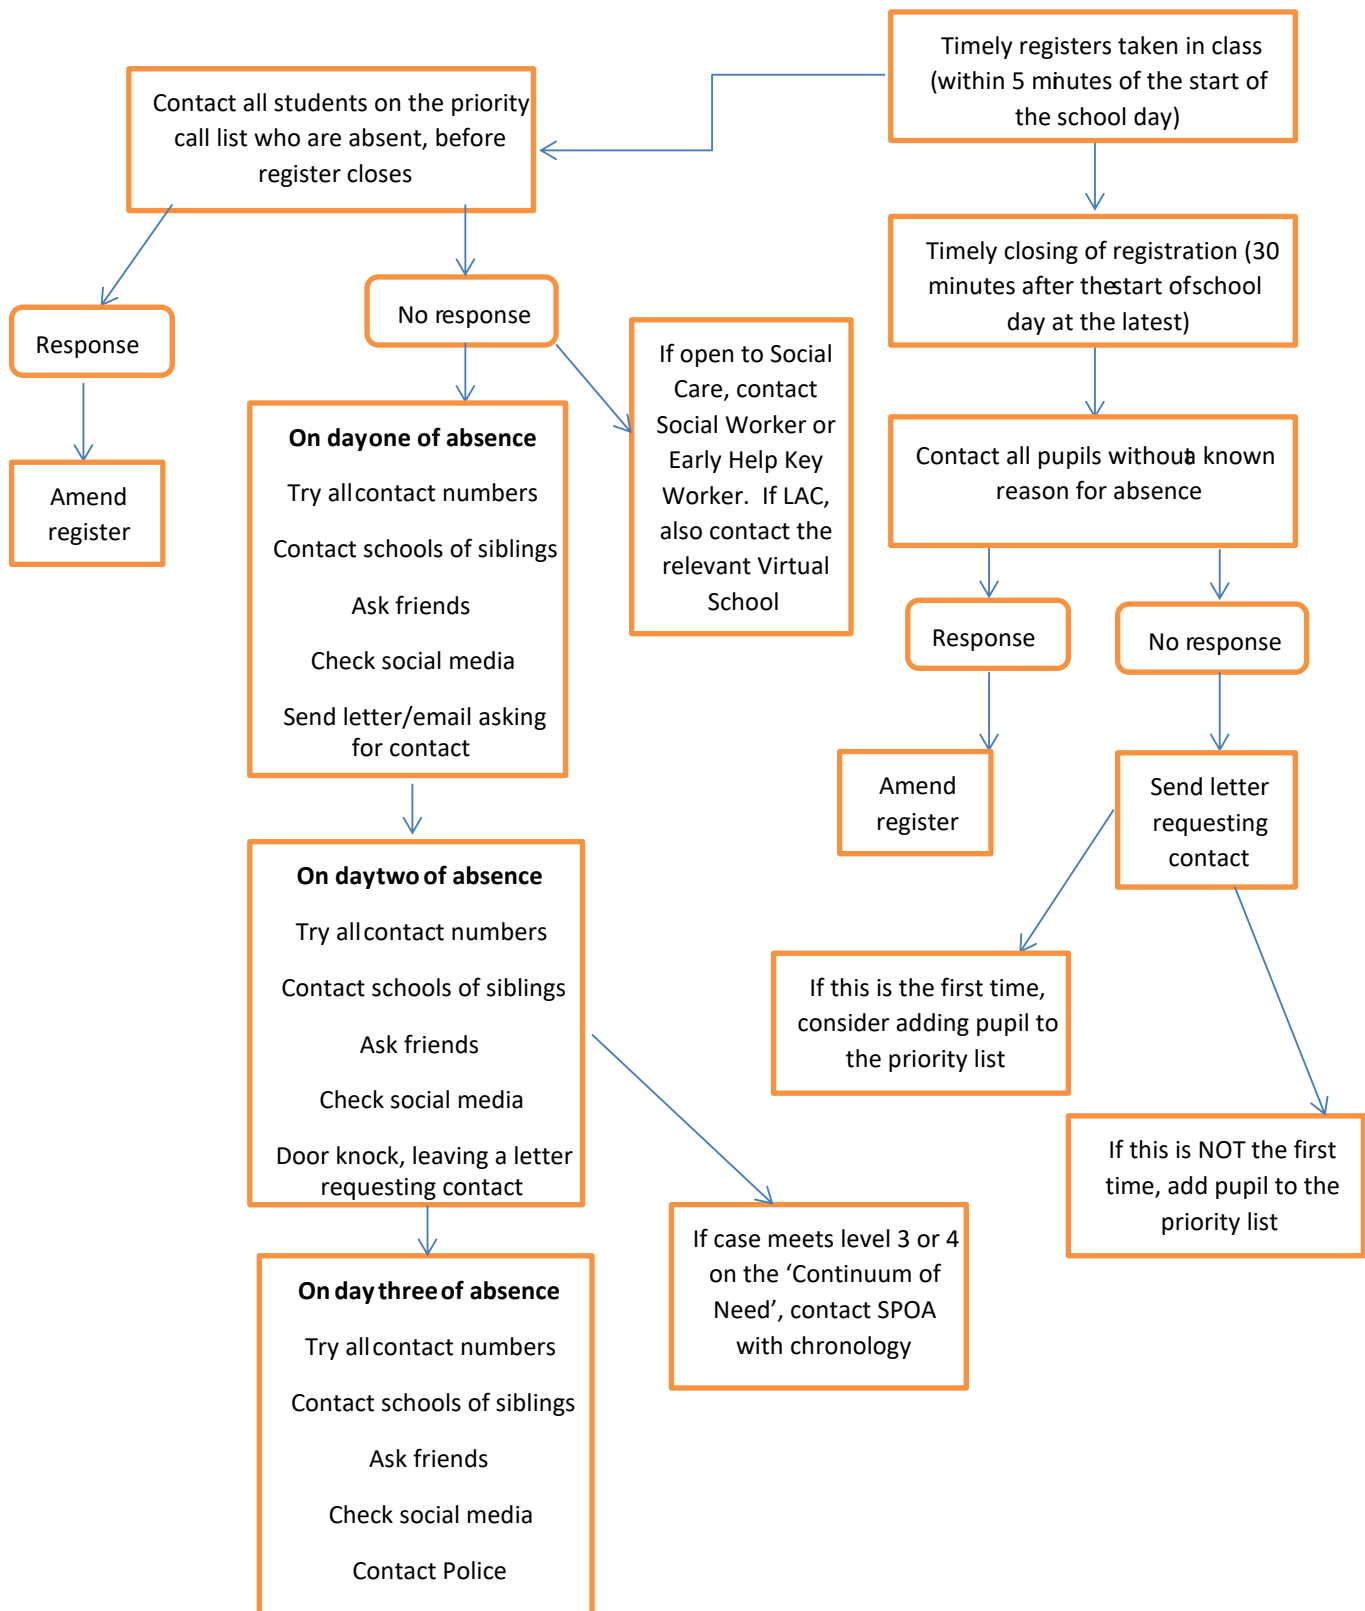 Timely registers taken in class
(within 5 minutes of the start of
the school day)
Contact all students on the priority
call list who are absent, before
register closes
Timely closing of registration (30
minutes after the start of school
day at the latest)
Response
No response
If open to Social
Care, contact
Social Worker or
Early Help Key
Worker. If LAC,
also contact the
relevant Virtual
School
Amend
register
On day one of absence
Try all contact numbers
Contact schools of siblings
Ask friends
Check social media
Send letter/email asking
for contact
Contact all pupils without a known
reason for absence
Response
No response
Amend
register
Send letter
requesting
contact
On day two of absence
Try all contact numbers
Contact schools of siblings
Ask friends
Check social media
Door knock, leaving a letter
requesting contact
If this is the first time,
consider adding pupil to
the priority list
If this is NOT the first
time, add pupil to the
priority list
If case meets level 3 or 4
on the ‘Continuum of
Need’, contact SPOA
with chronology
On day three of absence
Try all contact numbers
Contact schools of siblings
Ask friends
Check social media
Contact Police